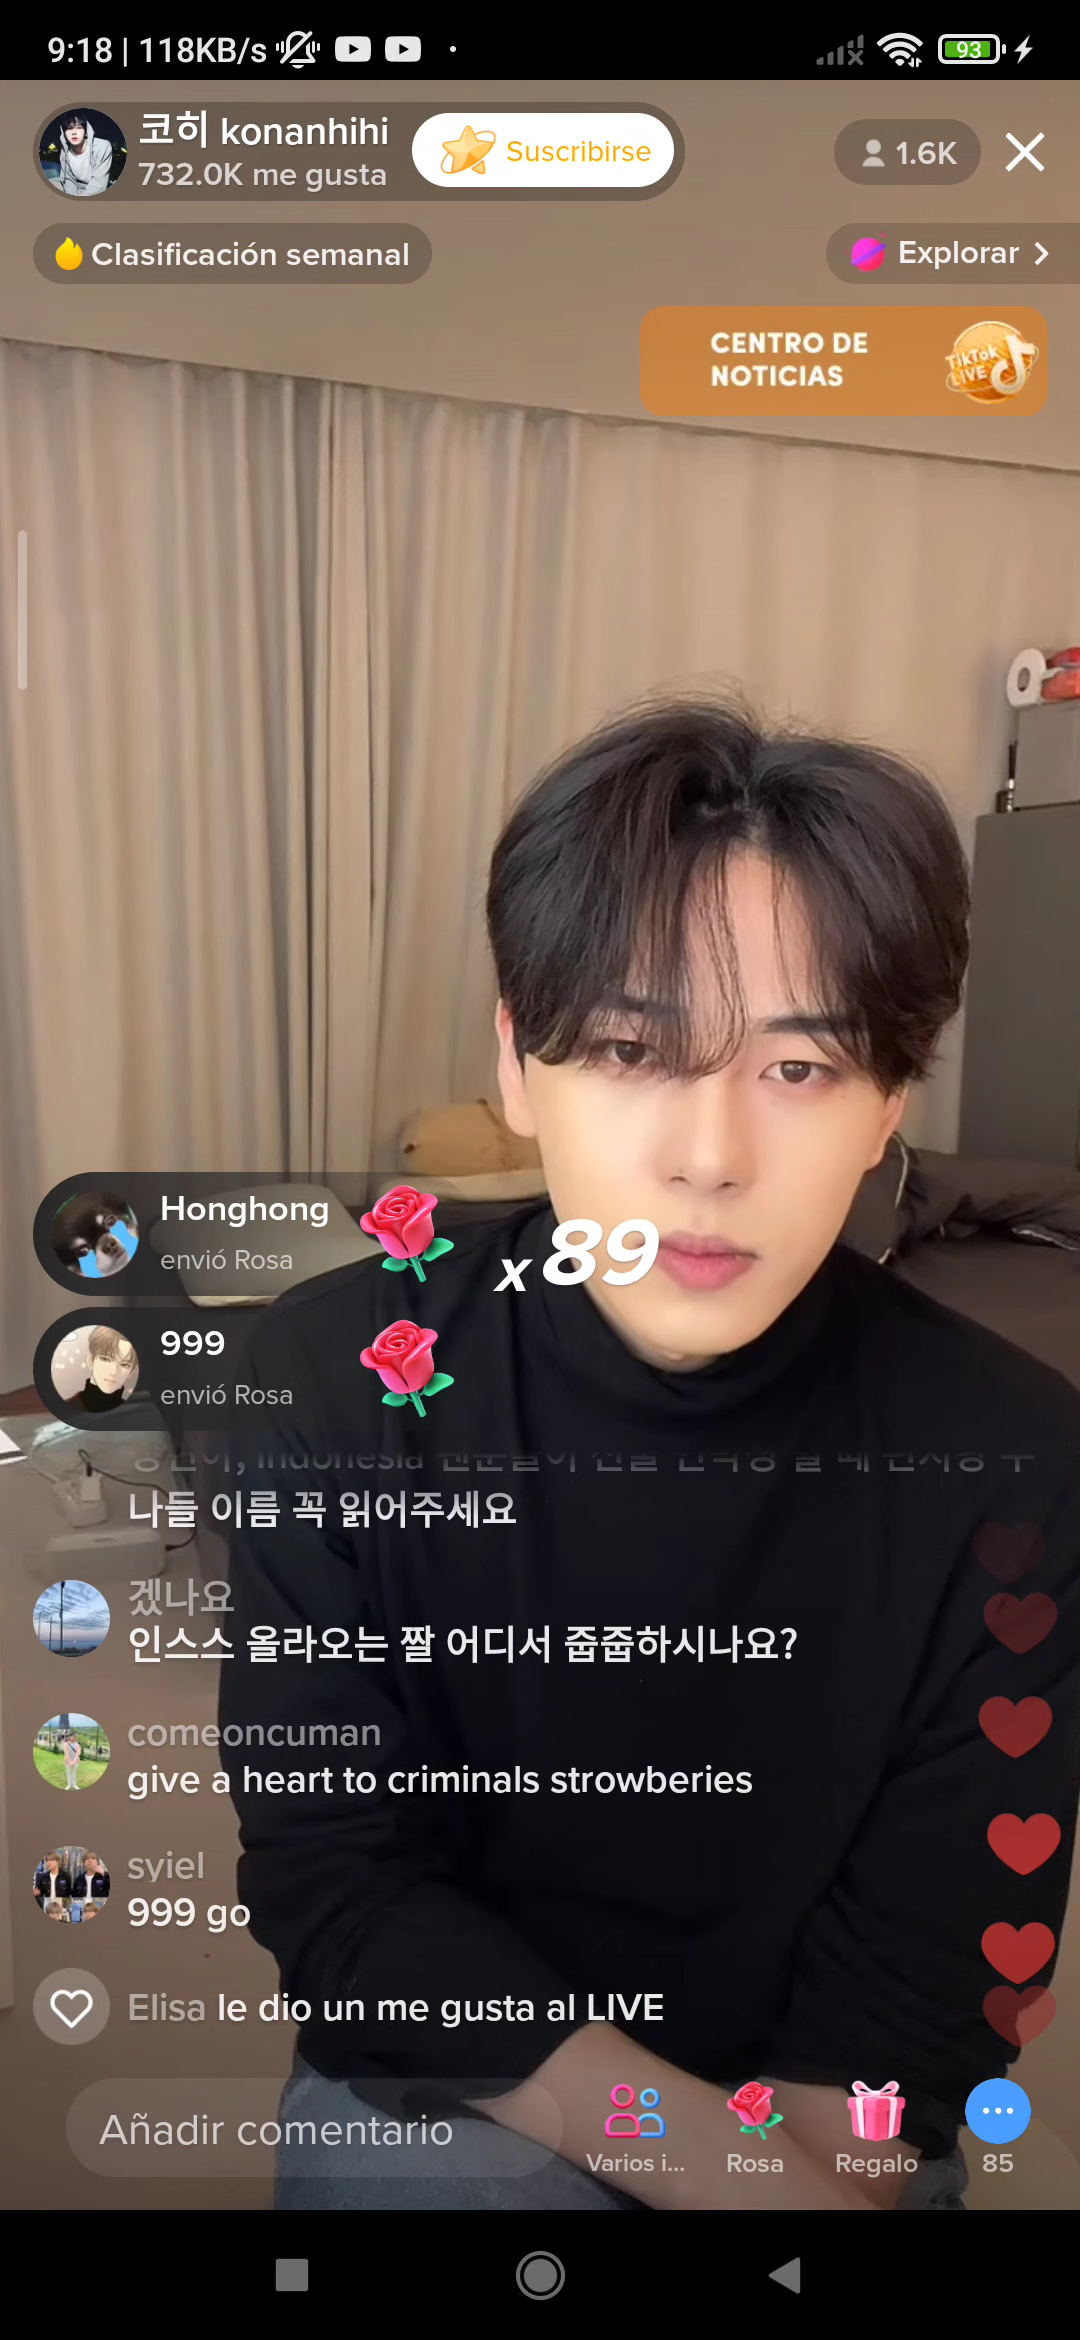 9:18 | 118KB/s
93
코히 konanhihi
732.0K me gusta
Suscribirse
1.6K
Clasificación semanal
Explorar
CENTRO DE
NOTICIAS
TikTok
LIVE
Honghong
envió Rosa
x89
999
envió Rosa
indonesia
나들 이름 꼭 읽어주세요
겠나요
인스스 올라오는 짤 어디서 줍줍하시나요?
comeoncuman
give a heart to criminals strowberies
syiel
999 go
Elisa le dio un me gusta al LIVE
Añadir comentario
Varios i...
Rosa
Regalo
85